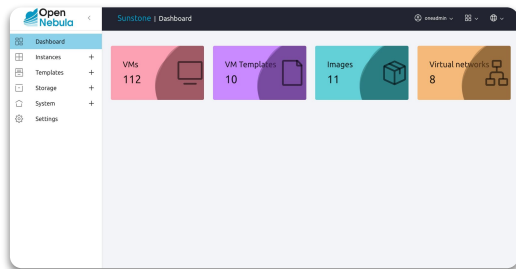 Open
Nebula
Sunstone | Dashboard
oneadmin
Dashboard
Instances
Templates
Storage
System
Settings
VMs
112
VM Templates
10
Images
11
Virtual networks
8